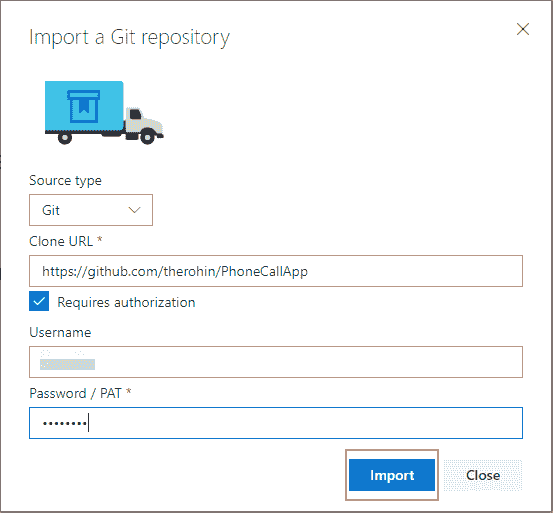 Import a Git repository
Source type
Git
Clone URL *
https://github.com/therohin/PhoneCallApp
Requires authorization
Username
Password / PAT *
••••••••
Import Close